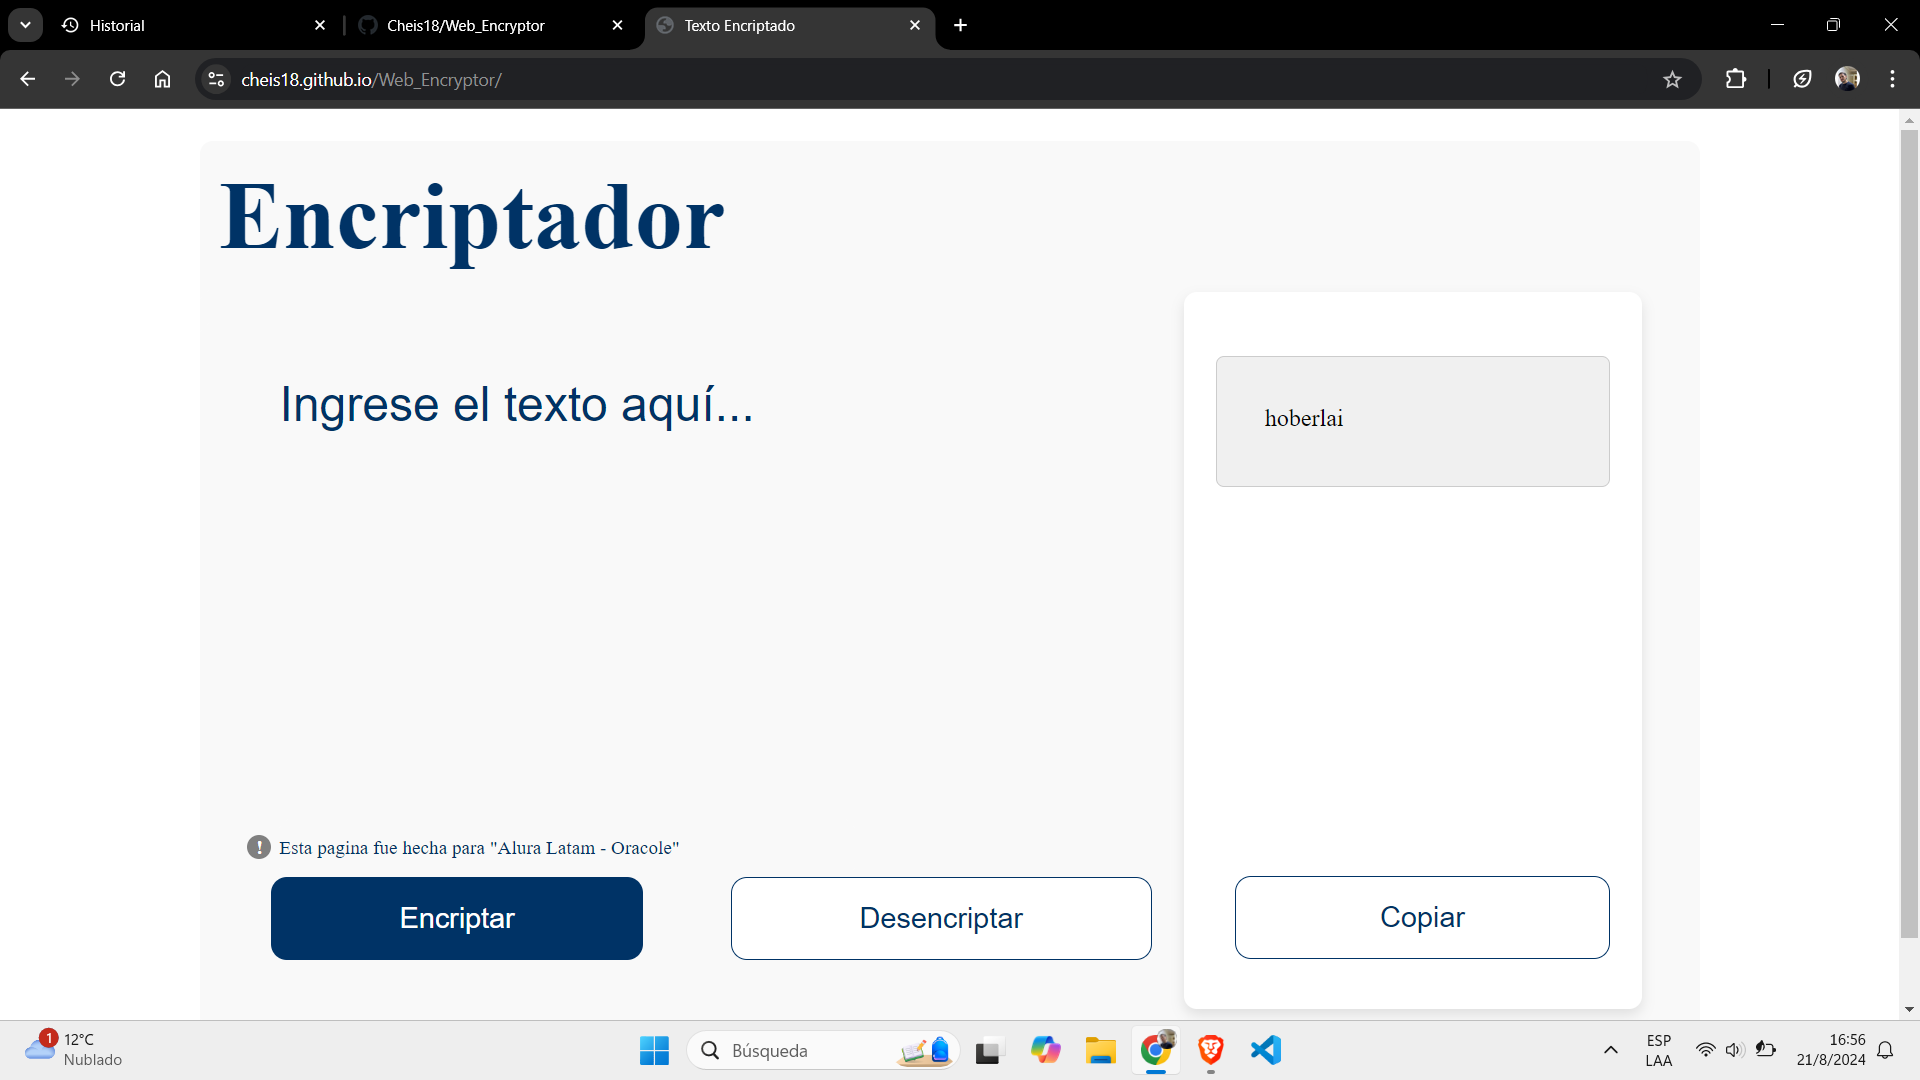 Historial
Cheis18/Web_Encryptor
Texto Encriptado
cheis18.github.io/Web_Encryptor/
Encriptador
Ingrese el texto aquí...
hoberlai
Esta pagina fue hecha para "Alura Latam - Oracole"
Encriptar
Desencriptar
Copiar
1
12°C
Nublado
Búsqueda
ESP
LAA
16:56
21/8/2024